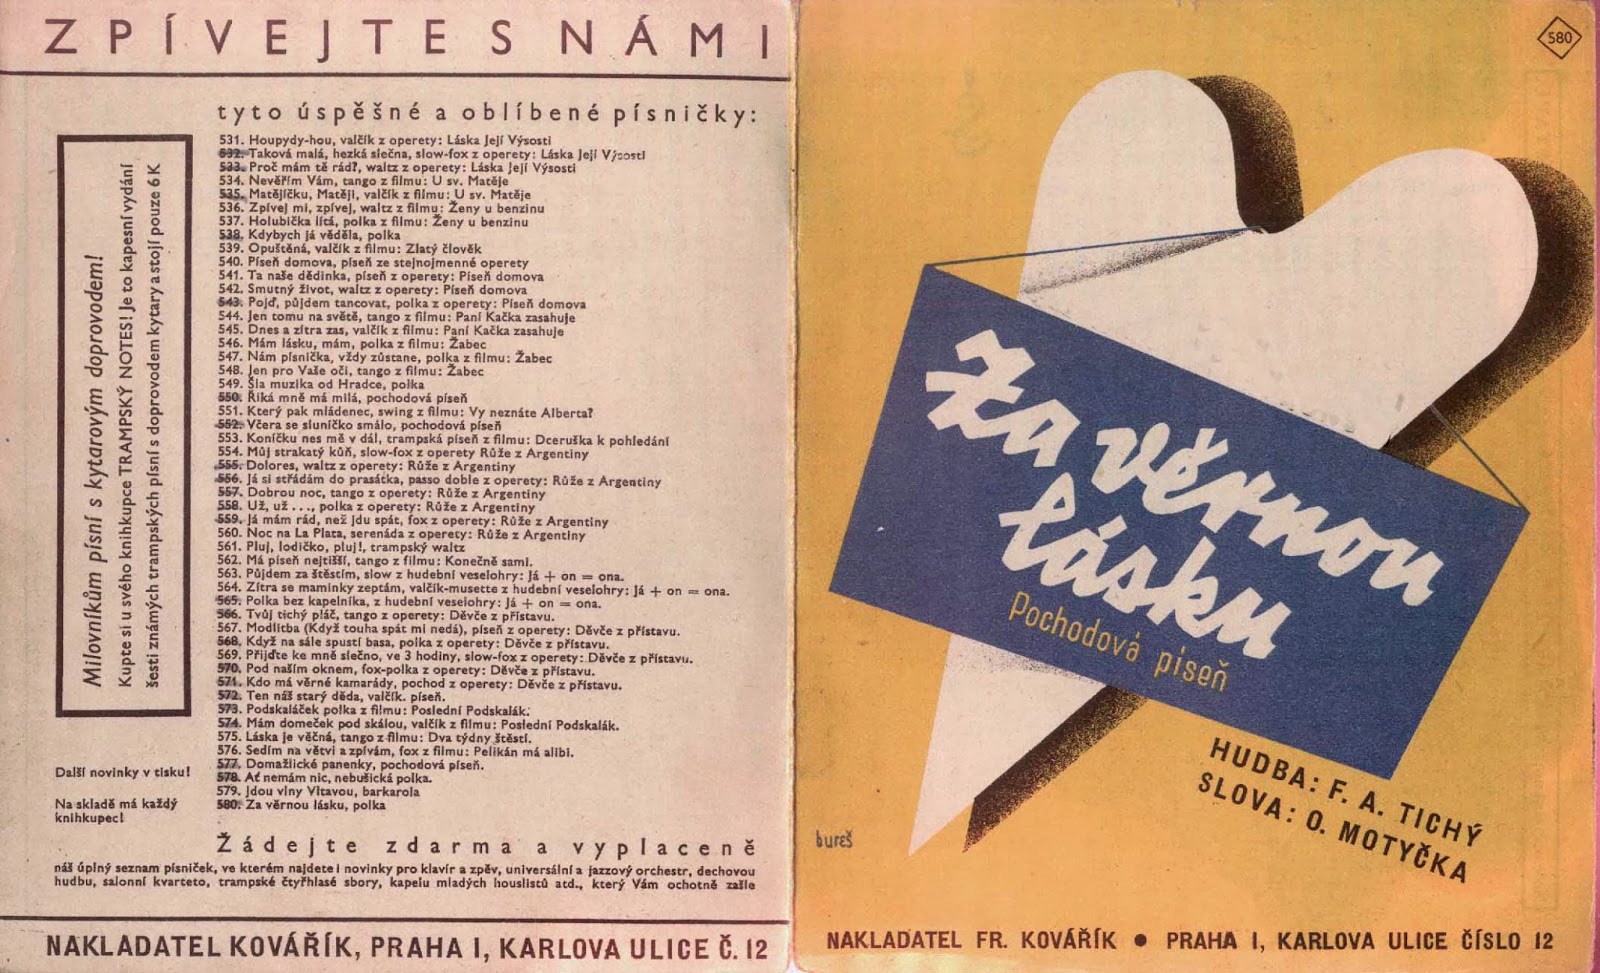 ZPÍVEJTE S NÁMI
tyto úspěšné a oblíbené písničky:
Milovníkům písní s kytarovým doprovodem!
Kupte si u svého knihkupce TRAMPSKÝ NOTES! Je to kapesní vydání
šesti známých trampských písní s doprovodem kytary a stojí pouze 6 K
531. Houpydy-hou, valčík z operety: Láska Její Výsosti
532. Taková malá, hezká slečna, slow-fox z operety: Láska Její Výsosti
533. Proč mám tě rád?, waltz z operety: Láska Její Výsosti
534. Nevěřím Vám, tango z filmu: U sv. Matěje
535. Matějíčku, Matěji, valčík z filmu: U sv. Matěje
536. Zpívej mi, zpívej, waltz z filmu: Ženy u benzinu
537. Holubička lítá, polka z filmu: Ženy u benzinu
538. Kdybych já věděla, polka
539. Opuštěná, valčík z filmu: Zlatý člověk
540. Píseň domova, píseň ze stejnojmenné operety
541. Ta naše dědinka, píseň z operety: Píseň domova
542. Smutný život, waltz z operety: Píseň domova
543. Pojď, půjdem tancovat, polka z operety: Píseň domova
544. Jen tomu na světě, tango z filmu: Paní Kačka zasahuje
545. Dnes a zítra zas, valčík z filmu: Paní Kačka zasahuje
546. Mám lásku, mám, polka z filmu: Žabec
547. Nám písnička, vždy zůstane, polka z filmu: Žabec
548. Jen pro Vaše oči, tango z filmu: Žabec
549. Šla muzika od Hradce, polka
550. Říká mně má milá, pochodová píseň
551. Který pak mládenec, swing z filmu: Vy neznáte Alberta?
552. Včera se sluníčko smálo, pochodová píseň
553. Koníčku nes mě v dál, trampská píseň z filmu: Dceruška k pohledání
554. Můj strakatý kůň, slow-fox z operety Růže z Argentiny
555. Dolores, waltz z operety: Růže z Argentiny
556. Já si střádám do prasátka, passo doble z operety: Růže z Argentiny
557. Dobrou noc, tango z operety: Růže z Argentiny
558. Už, už . . ., polka z operety: Růže z Argentiny
559. Já mám rád, než jdu spát, fox z operety: Růže z Argentiny
560. Noc na La Plata, serenáda z operety: Růže z Argentiny
561. Pluj, lodičko, pluj!, trampský waltz
562. Má píseň nejtišší, tango z filmu: Konečně sami.
563. Půjdem za štěstím, slow z hudební veselohry: Já + on = ona.
564. Zítra se maminky zeptám, valčík-musette z hudební veselohry: Já + on = ona.
565. Polka bez kapelníka, z hudební veselohry: Já + on = ona.
566. Tvůj tichý pláč, tango z operety: Děvče z přístavu.
567. Modlitba (Když touha spát mi nedá), píseň z operety: Děvče z přístavu.
568. Když na sále spustí basa, polka z operety: Děvče z přístavu.
569. Přijďte ke mně slečno, ve 3 hodiny, slow-fox z operety: Děvče z přístavu.
570. Pod naším oknem, fox-polka z operety: Děvče z přístavu.
571. Kdo má věrné kamarády, pochod z operety: Děvče z přístavu.
572. Ten náš starý děda, valčík. píseň.
573. Podskaláček polka z filmu: Poslední Podskalák.
574. Mám domeček pod skálou, valčík z filmu: Poslední Podskalák.
575. Láska je věčná, tango z filmu: Dva týdny štěstí.
576. Sedím na větvi a zpívám, fox z filmu: Pelikán má alibi.
577. Domažlické panenky, pochodová píseň.
578. Ať nemám nic, nebušická polka.
579. Jdou vlny Vltavou, barkarola
580. Za věrnou lásku, polka
Další novinky v tisku!
Na skladě má každý
knihkupec!
Žádejte zdarma a vyplaceně
náš úplný seznam písniček, ve kterém najdete i novinky pro klavír a zpěv, universální a jazzový orchestr, dechovou
hudbu, salonní kvarteto, trampské čtyřhlasé sbory, kapelu mladých houslistů atd., který Vám ochotně zašle
NAKLADATEL KOVÁŘÍK, PRAHA I, KARLOVA ULICE Č. 12
580
Za věrnou
lásku
Pochodová píseň
HUDBA: F. A. TICHÝ
SLOVA: O. MOTYČKA
bureš
NAKLADATEL FR. KOVÁŘÍK • PRAHA I, KARLOVA ULICE ČÍSLO 12